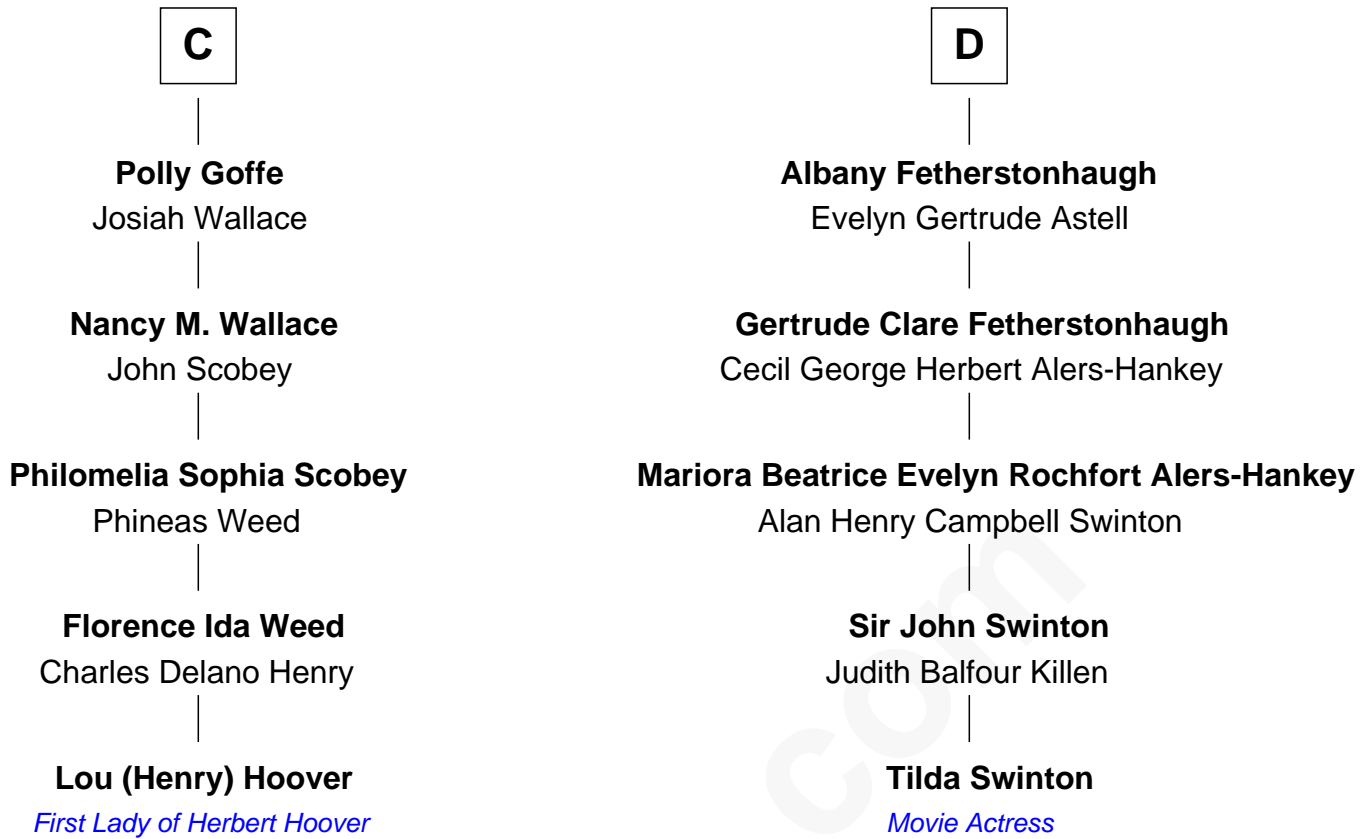 C
Polly Goffe
Josiah Wallace
Nancy M. Wallace
John Scobey
Philomelia Sophia Scobey
Phineas Weed
Florence Ida Weed
Charles Delano Henry
Lou (Henry) Hoover
First Lady of Herbert Hoover
D
Albany Fetherstonhaugh
Evelyn Gertrude Astell
Gertrude Clare Fetherstonhaugh
Cecil George Herbert Alers-Hankey
Mariora Beatrice Evelyn Rochfort Alers-Hankey
Alan Henry Campbell Swinton
Sir John Swinton
Judith Balfour Killen
Tilda Swinton
Movie Actress
com